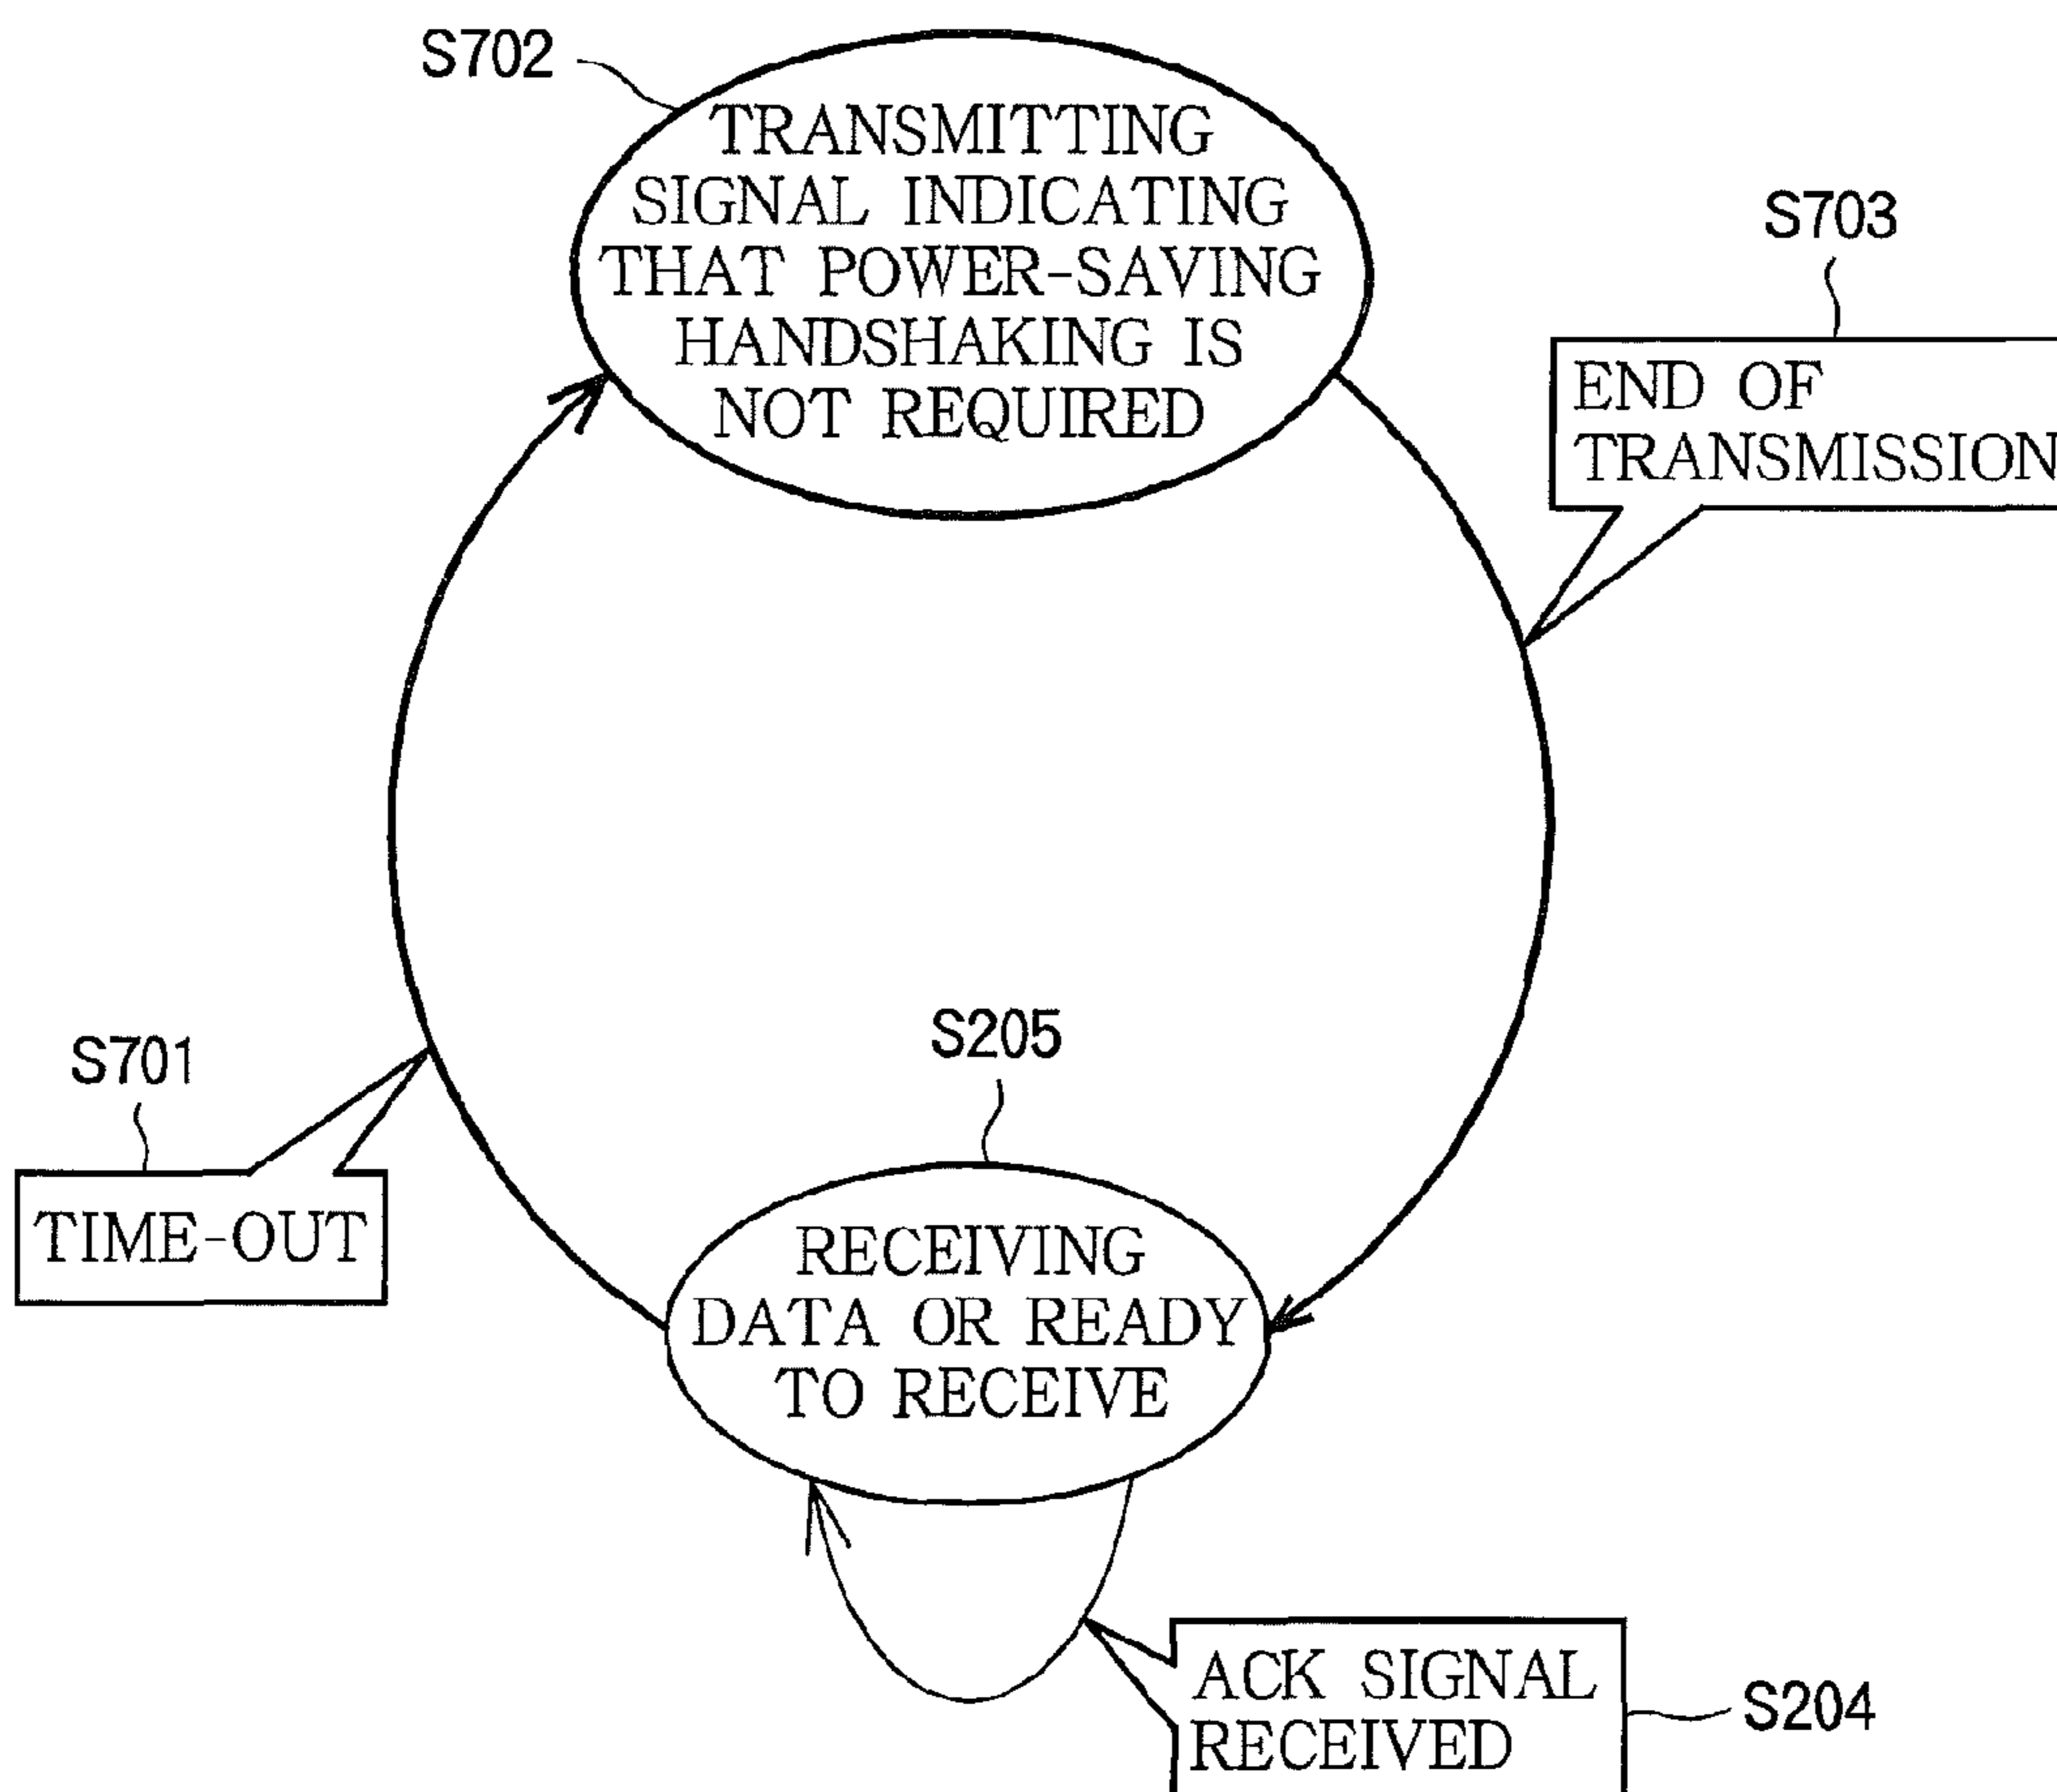 S702
TRANSMITTING
SIGNAL INDICATING
THAT POWER-SAVING
HANDSHAKING IS
NOT REQUIRED
S703
END OF
TRANSMISSION
S701
TIME-OUT
S205
RECEIVING
DATA OR READY
TO RECEIVE
ACK SIGNAL
RECEIVED
S204